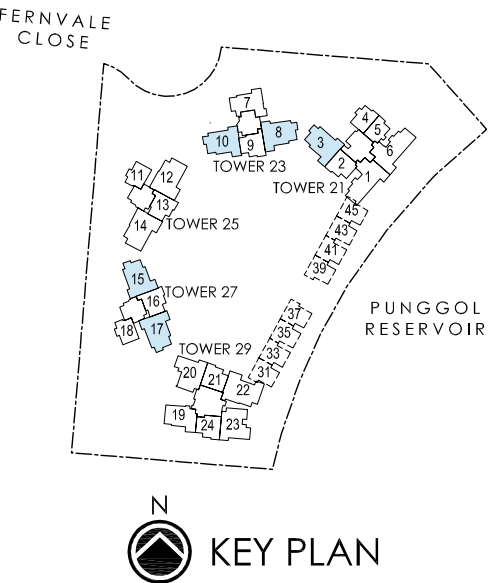 FERNVALE
CLOSE
7
10
9
8
TOWER 23
3
4
5
6
2
1
TOWER 21
11
12
13
14
TOWER 25
45
43
41
39
15
16
17
18
TOWER 27
PUNGGOL
RESERVOIR
37
35
33
31
TOWER 29
20
21
22
19
24
23
N
KEY PLAN